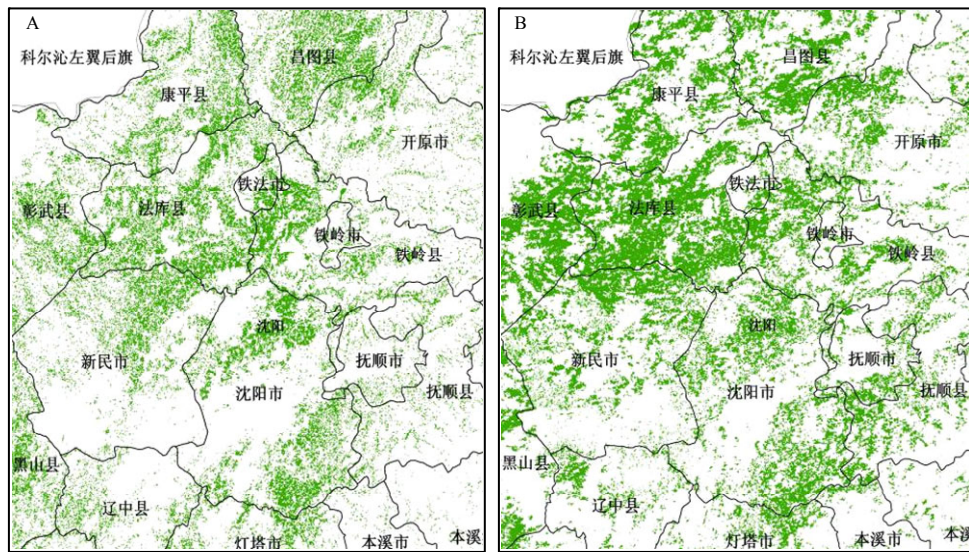 A
科尔沁左翼后旗
昌图县
康平县
开原市
铁法市
彰武县
法库县
铁岭市
铁岭县
沈阳
新民市
抚顺市
沈阳市
抚顺县
黑山县
辽中县
灯塔市
本溪市
本溪
B
科尔沁左翼后旗
昌图县
康平县
开原市
铁法市
彰武县
法库县
铁岭市
铁岭县
沈阳
新民市
抚顺市
沈阳市
抚顺县
黑山县
辽中县
灯塔市
本溪市
本溪